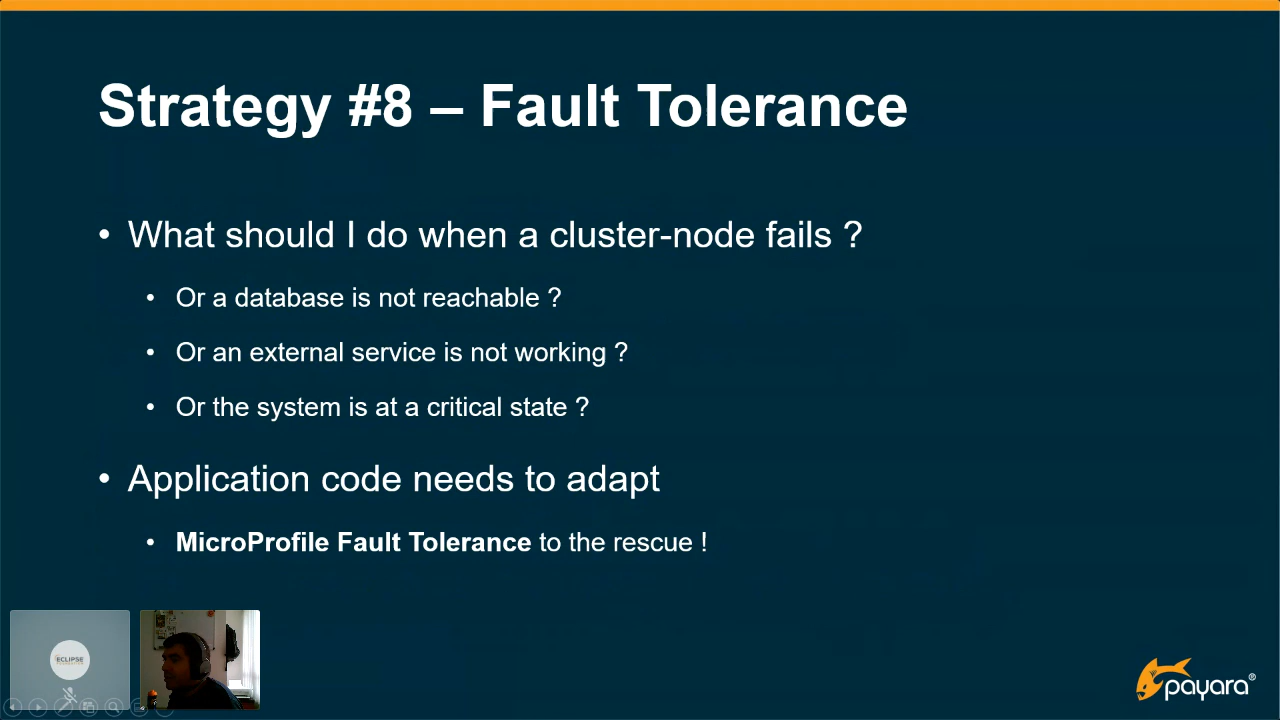 Strategy #8 – Fault Tolerance
• What should I do when a cluster-node fails ?
• Or a database is not reachable ?
• Or an external service is not working ?
• Or the system is at a critical state ?
• Application code needs to adapt
• MicroProfile Fault Tolerance to the rescue !
ECLIPSE
payara®